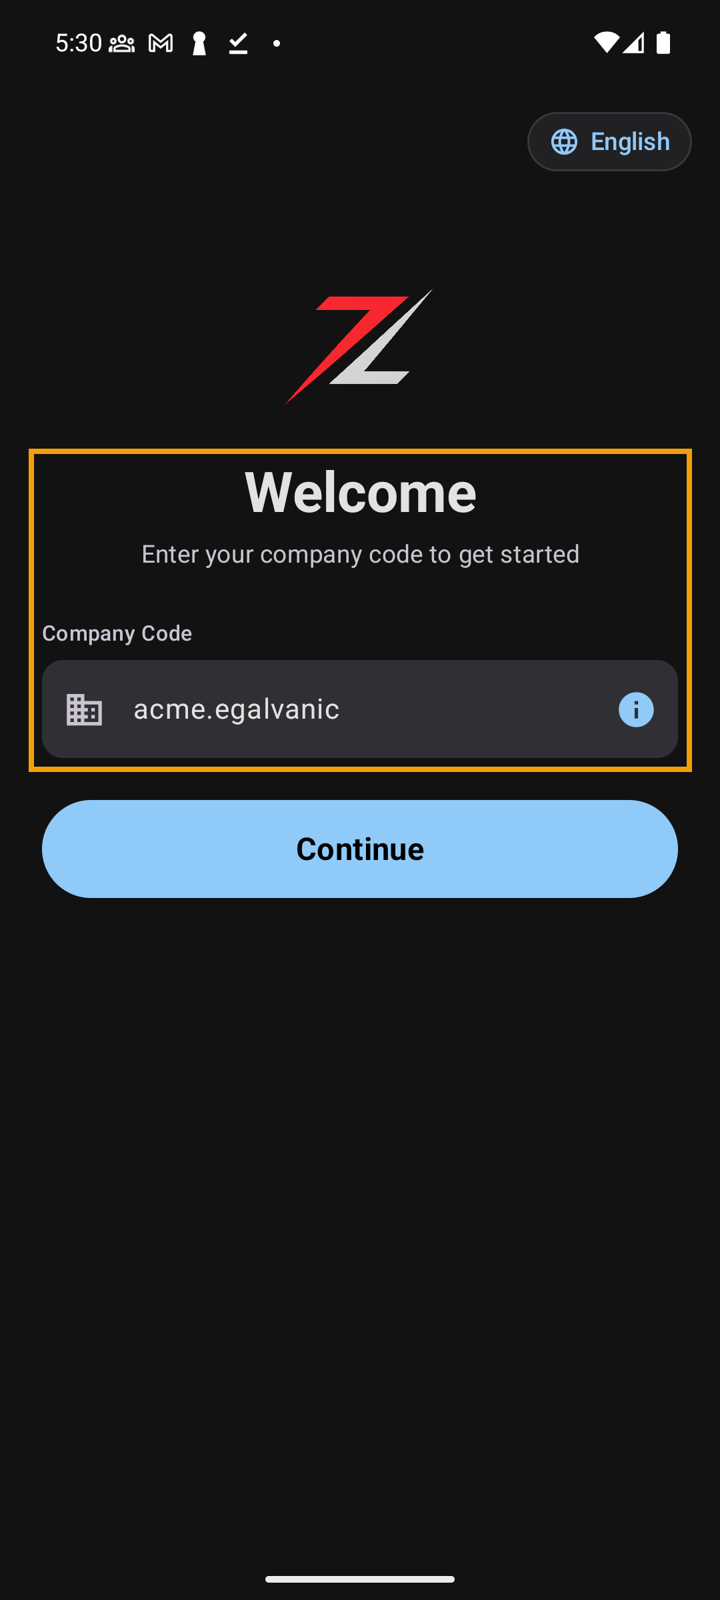 5:30
English
Welcome
Enter your company code to get started
Company Code
acme.egalvanic
Continue